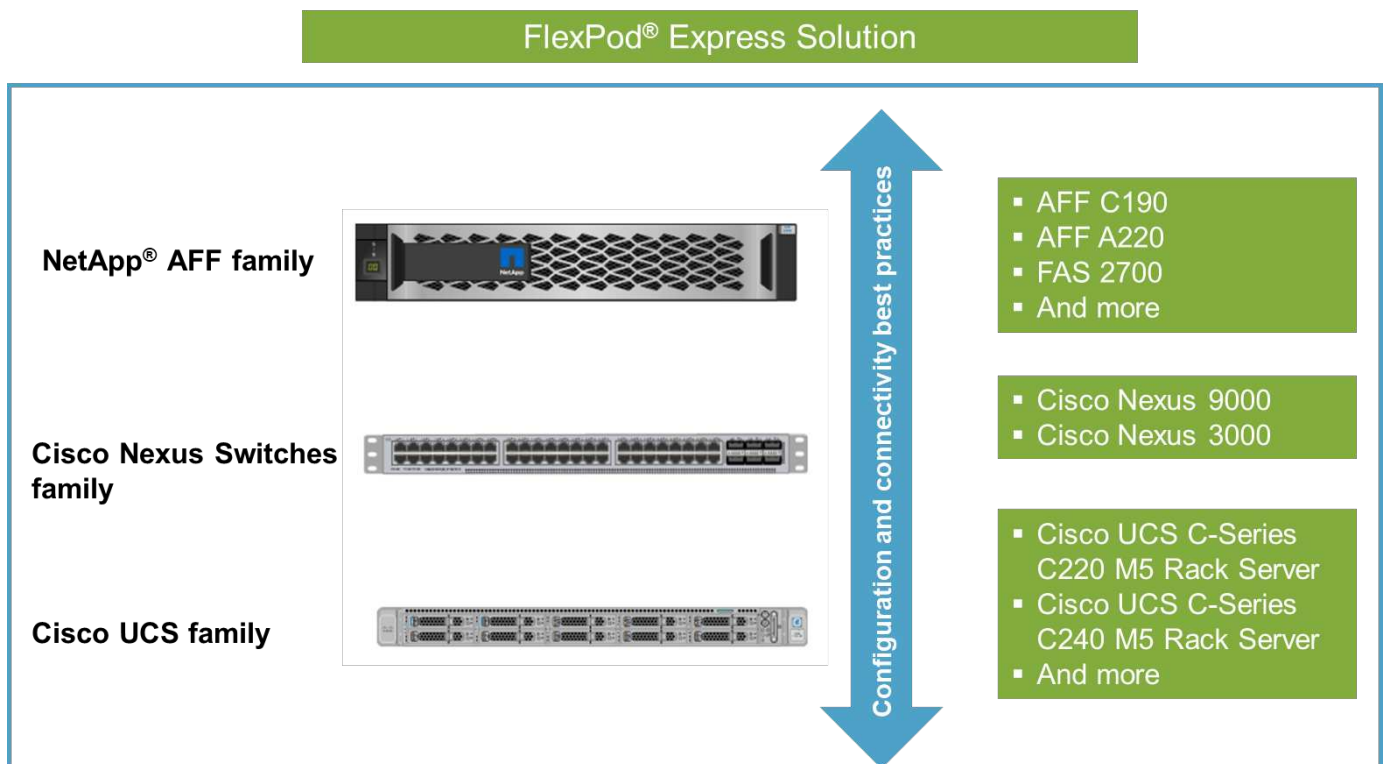 FlexPod® Express Solution
NetApp® AFF family
NetApp
Configuration and connectivity best practices
▪ AFF C190
▪ AFF A220
▪ FAS 2700
▪ And more
Cisco Nexus Switches
family
▪ Cisco Nexus 9000
▪ Cisco Nexus 3000
Cisco UCS family
▪ Cisco UCS C-Series
C220 M5 Rack Server
▪ Cisco UCS C-Series
C240 M5 Rack Server
▪ And more